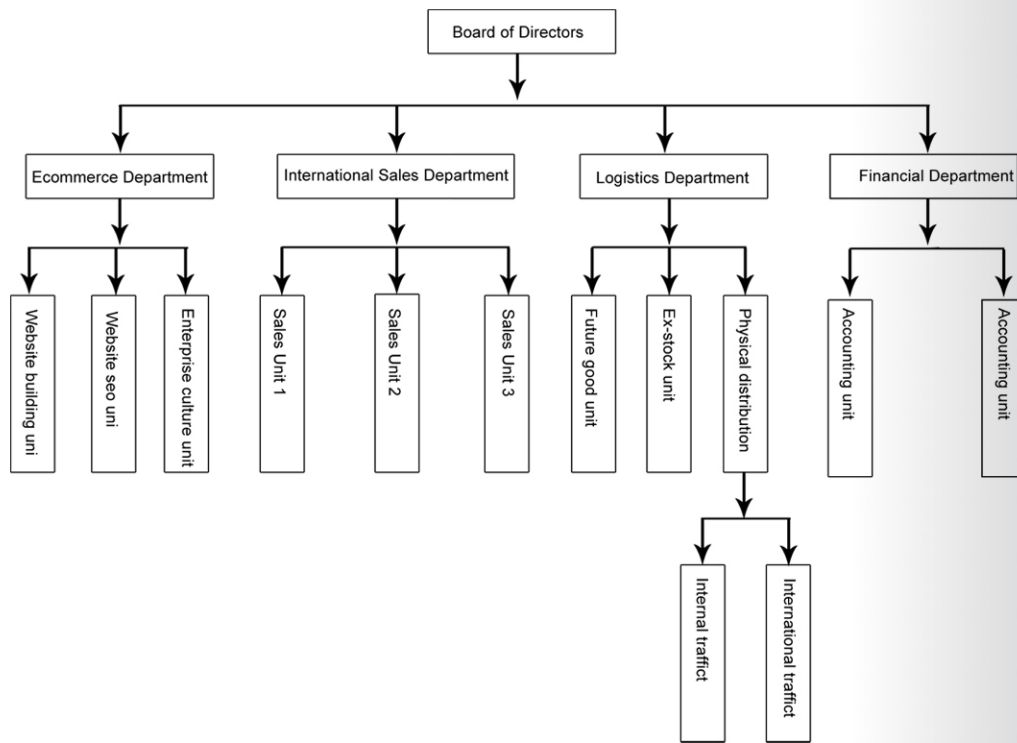 Board of Directors
Ecommerce Department
International Sales Department
Logistics Department
Financial Department
Website building uni
Website seo uni
Enterprise culture unit
Sales Unit 1
Sales Unit 2
Sales Unit 3
Future good unit
Ex-stock unit
Physical distribution
Accounting unit
Accounting unit
Internal traffict
International traffict